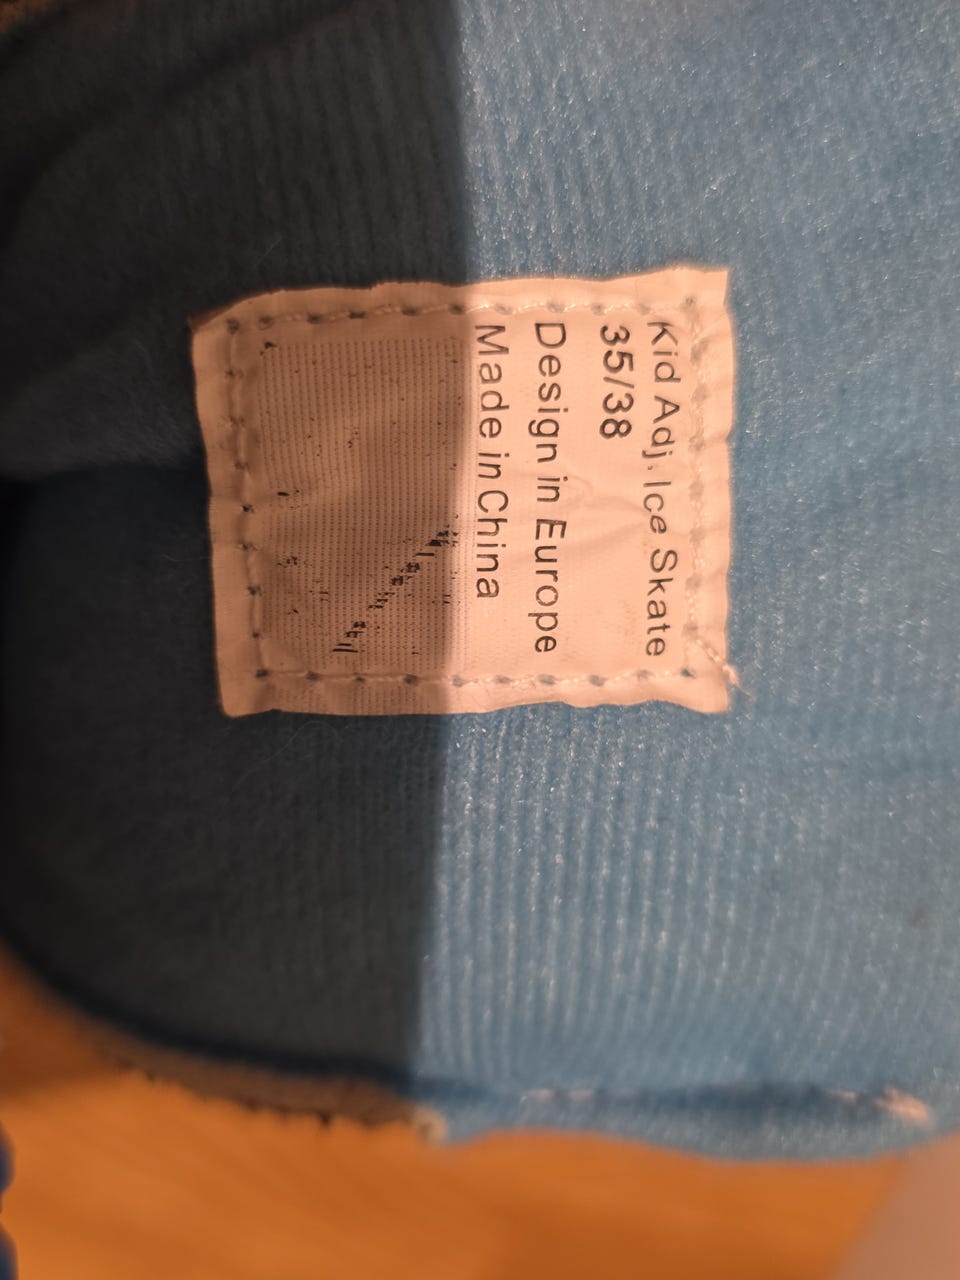 Kid Adj. Ice Skate
35/38
Design in Europe
Made in China